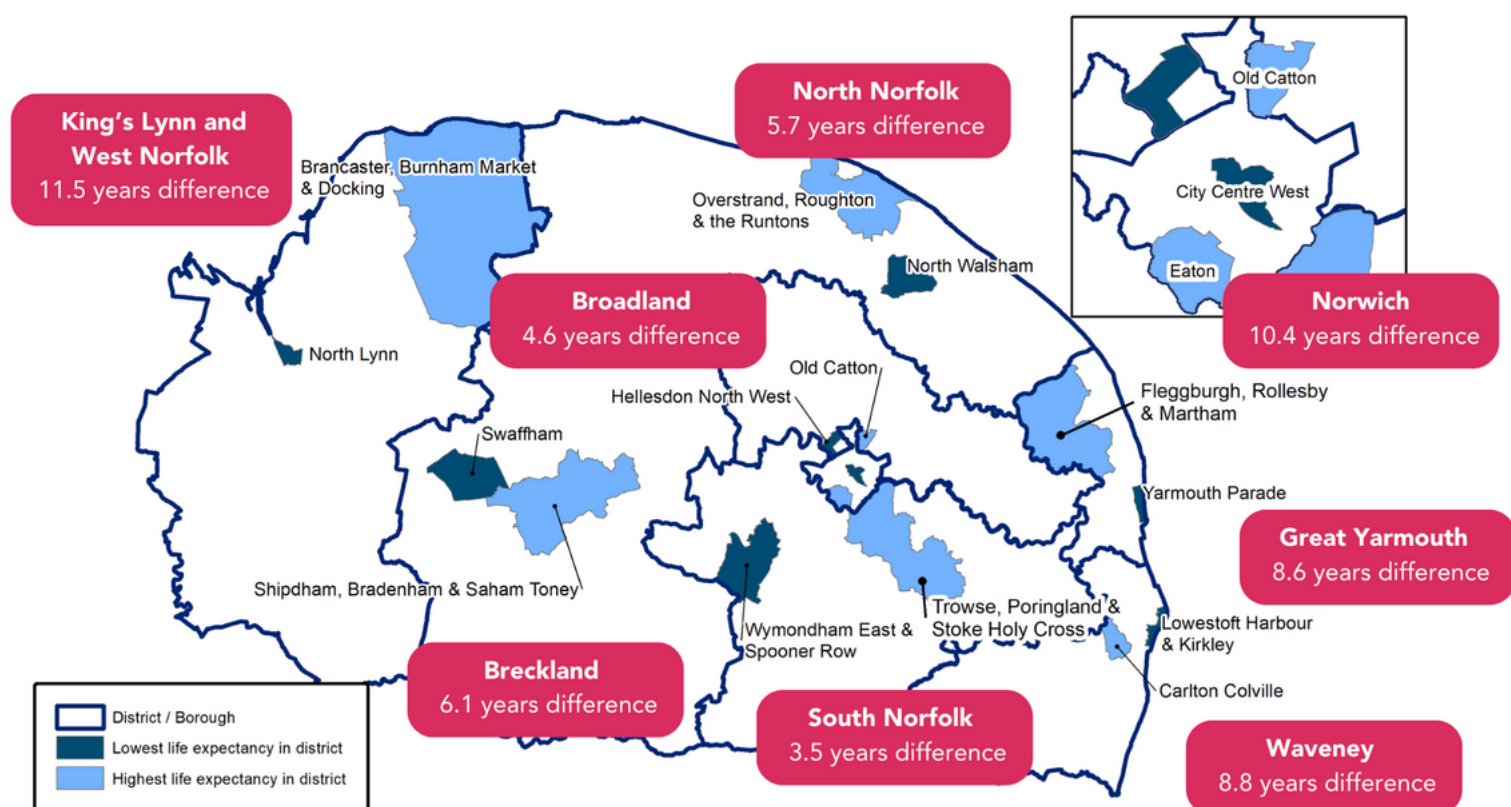 King's Lynn and
West Norfolk
11.5 years difference
North Norfolk
5.7 years difference
Old Catton
City Centre West
Eaton
Norwich
10.4 years difference
Brancaster, Burnham Market
& Docking
Overstrand, Roughton
& the Runtons
North Walsham
Broadland
4.6 years difference
North Lynn
Old Catton
Hellesdon North West
Fleggburgh, Rollesby
& Martham
Swaffham
Yarmouth Parade
Great Yarmouth
8.6 years difference
Shipdham, Bradenham & Saham Toney
Trowse, Poringland &
Stoke Holy Cross
Wymondham East &
Spooner Row
Lowestoft Harbour
& Kirkley
Carlton Colville
Breckland
6.1 years difference
South Norfolk
3.5 years difference
Waveney
8.8 years difference
District / Borough
Lowest life expectancy in district
Highest life expectancy in district